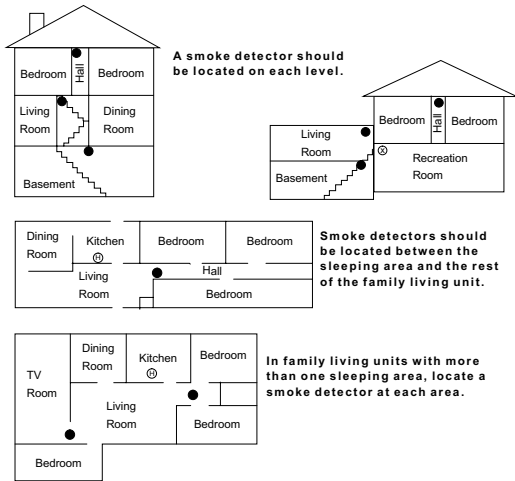 A smoke detector should
be located on each level.
Bedroom
Hall
Bedroom
Living
Room
Dining
Room
Basement
Bedroom
Hall
Bedroom
Living
Room
X
Recreation
Room
Basement
Dining
Room
Kitchen
H
Bedroom
Bedroom
Living
Room
Hall
Bedroom
Smoke detectors should
be located between the
sleeping area and the rest
of the family living unit.
TV
Room
Dining
Room
Kitchen
H
Bedroom
Living
Room
Bedroom
Bedroom
In family living units with more
than one sleeping area, locate a
smoke detector at each area.